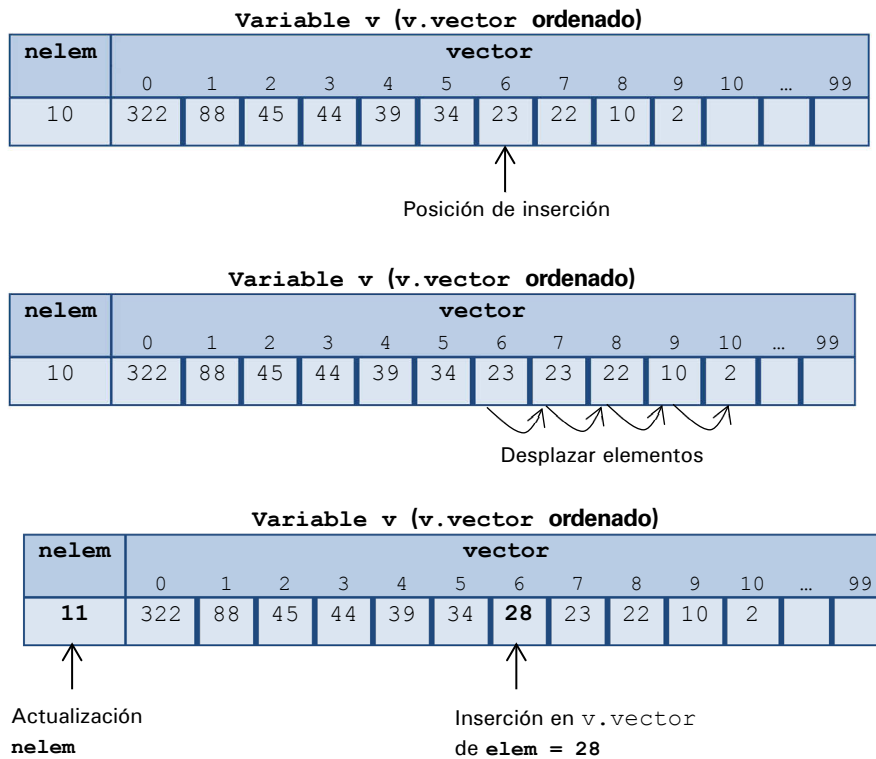 Variable v (v.vector ordenado)
nelem vector
0 1 2 3 4 5 6 7 8 9 10 … 99
10 322 88 45 44 39 34 23 22 10 2
Posición de inserción
Variable v (v.vector ordenado)
nelem vector
0 1 2 3 4 5 6 7 8 9 10 … 99
10 322 88 45 44 39 34 23 23 22 10 2
Desplazar elementos
Variable v (v.vector ordenado)
nelem vector
0 1 2 3 4 5 6 7 8 9 10 … 99
11 322 88 45 44 39 34 28 23 22 10 2
Actualización
nelem
Inserción en v.vector
de elem = 28